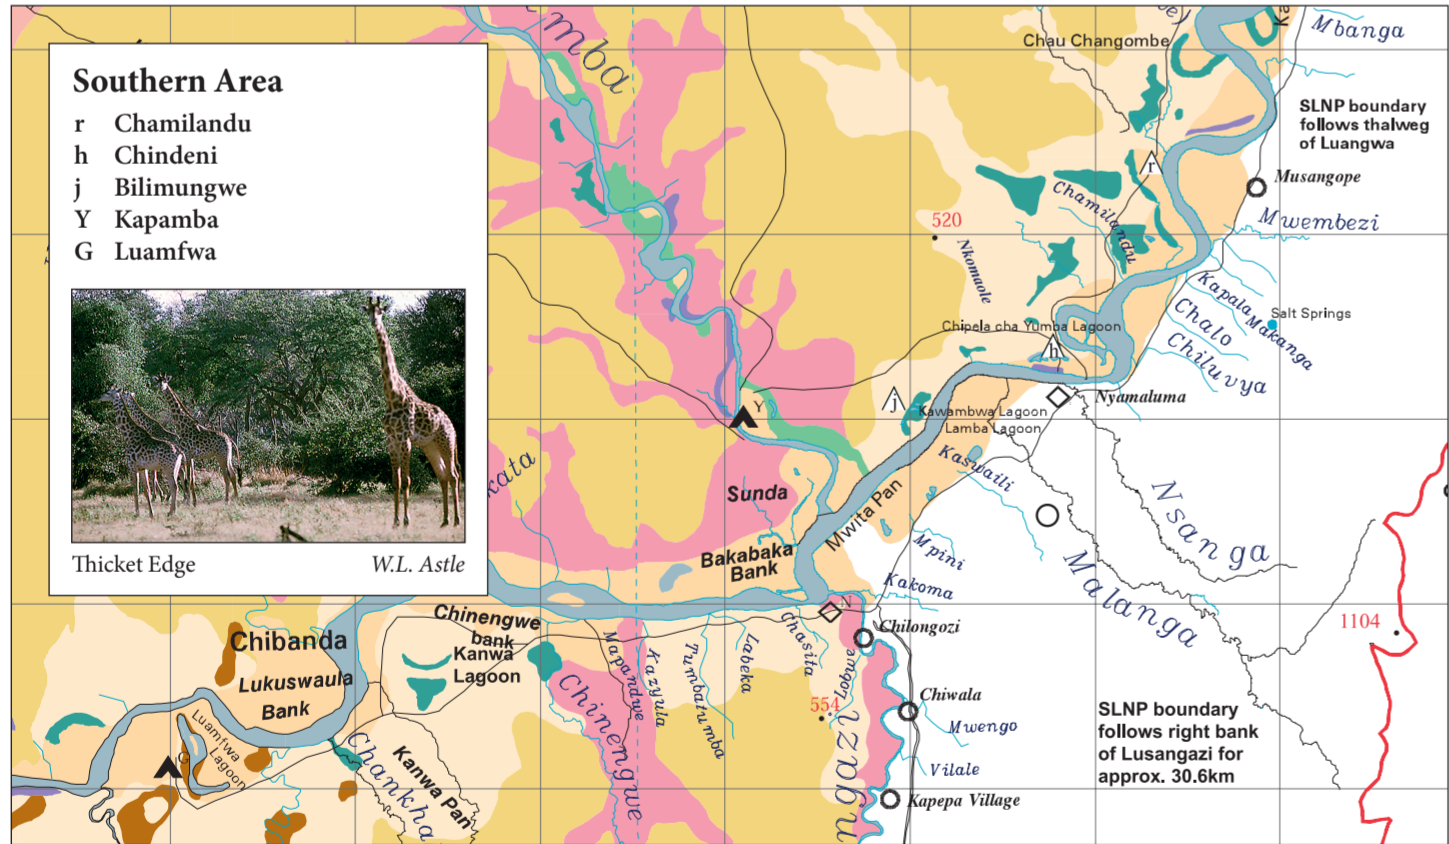 Southern Area
r Chamilandu
h Chindeni
j Bilimungwe
Y Kapamba
G Luamfwa
Thicket Edge
W.L. Astle
mba
Chau Changombe
Mbanga
SLNP boundary
follows thalweg
of Luangwa
r
Musangope
Mwembezi
520
Chamilandu
Nkomaole
Kapala
Makanga
Salt Springs
Chalo
Chiluvya
Chipela cha Yumba Lagoon
h
j
Y
Kawambwa Lagoon
Lamba Lagoon
Nyamaluma
Kaswaili
Nsanga
Malanga
kata
Sunda
Mwita Pan
Bakabaka
Bank
Mpini
Kakoma
N
Chilongozi
1104
Chinengwe
bank
Kanwa
Lagoon
Chibanda
Lukuswaula
Bank
Mapandwe
Kazyula
Tumbatumba
Labeka
Chasita
Lobwe
554
Chiwala
Mwengo
Vilale
Kapepa Village
SLNP boundary
follows right bank
of Lusangazi for
approx. 30.6km
Chinengwe
Luamfwa
Lagoon
G
Chankha
Kanwa Pan